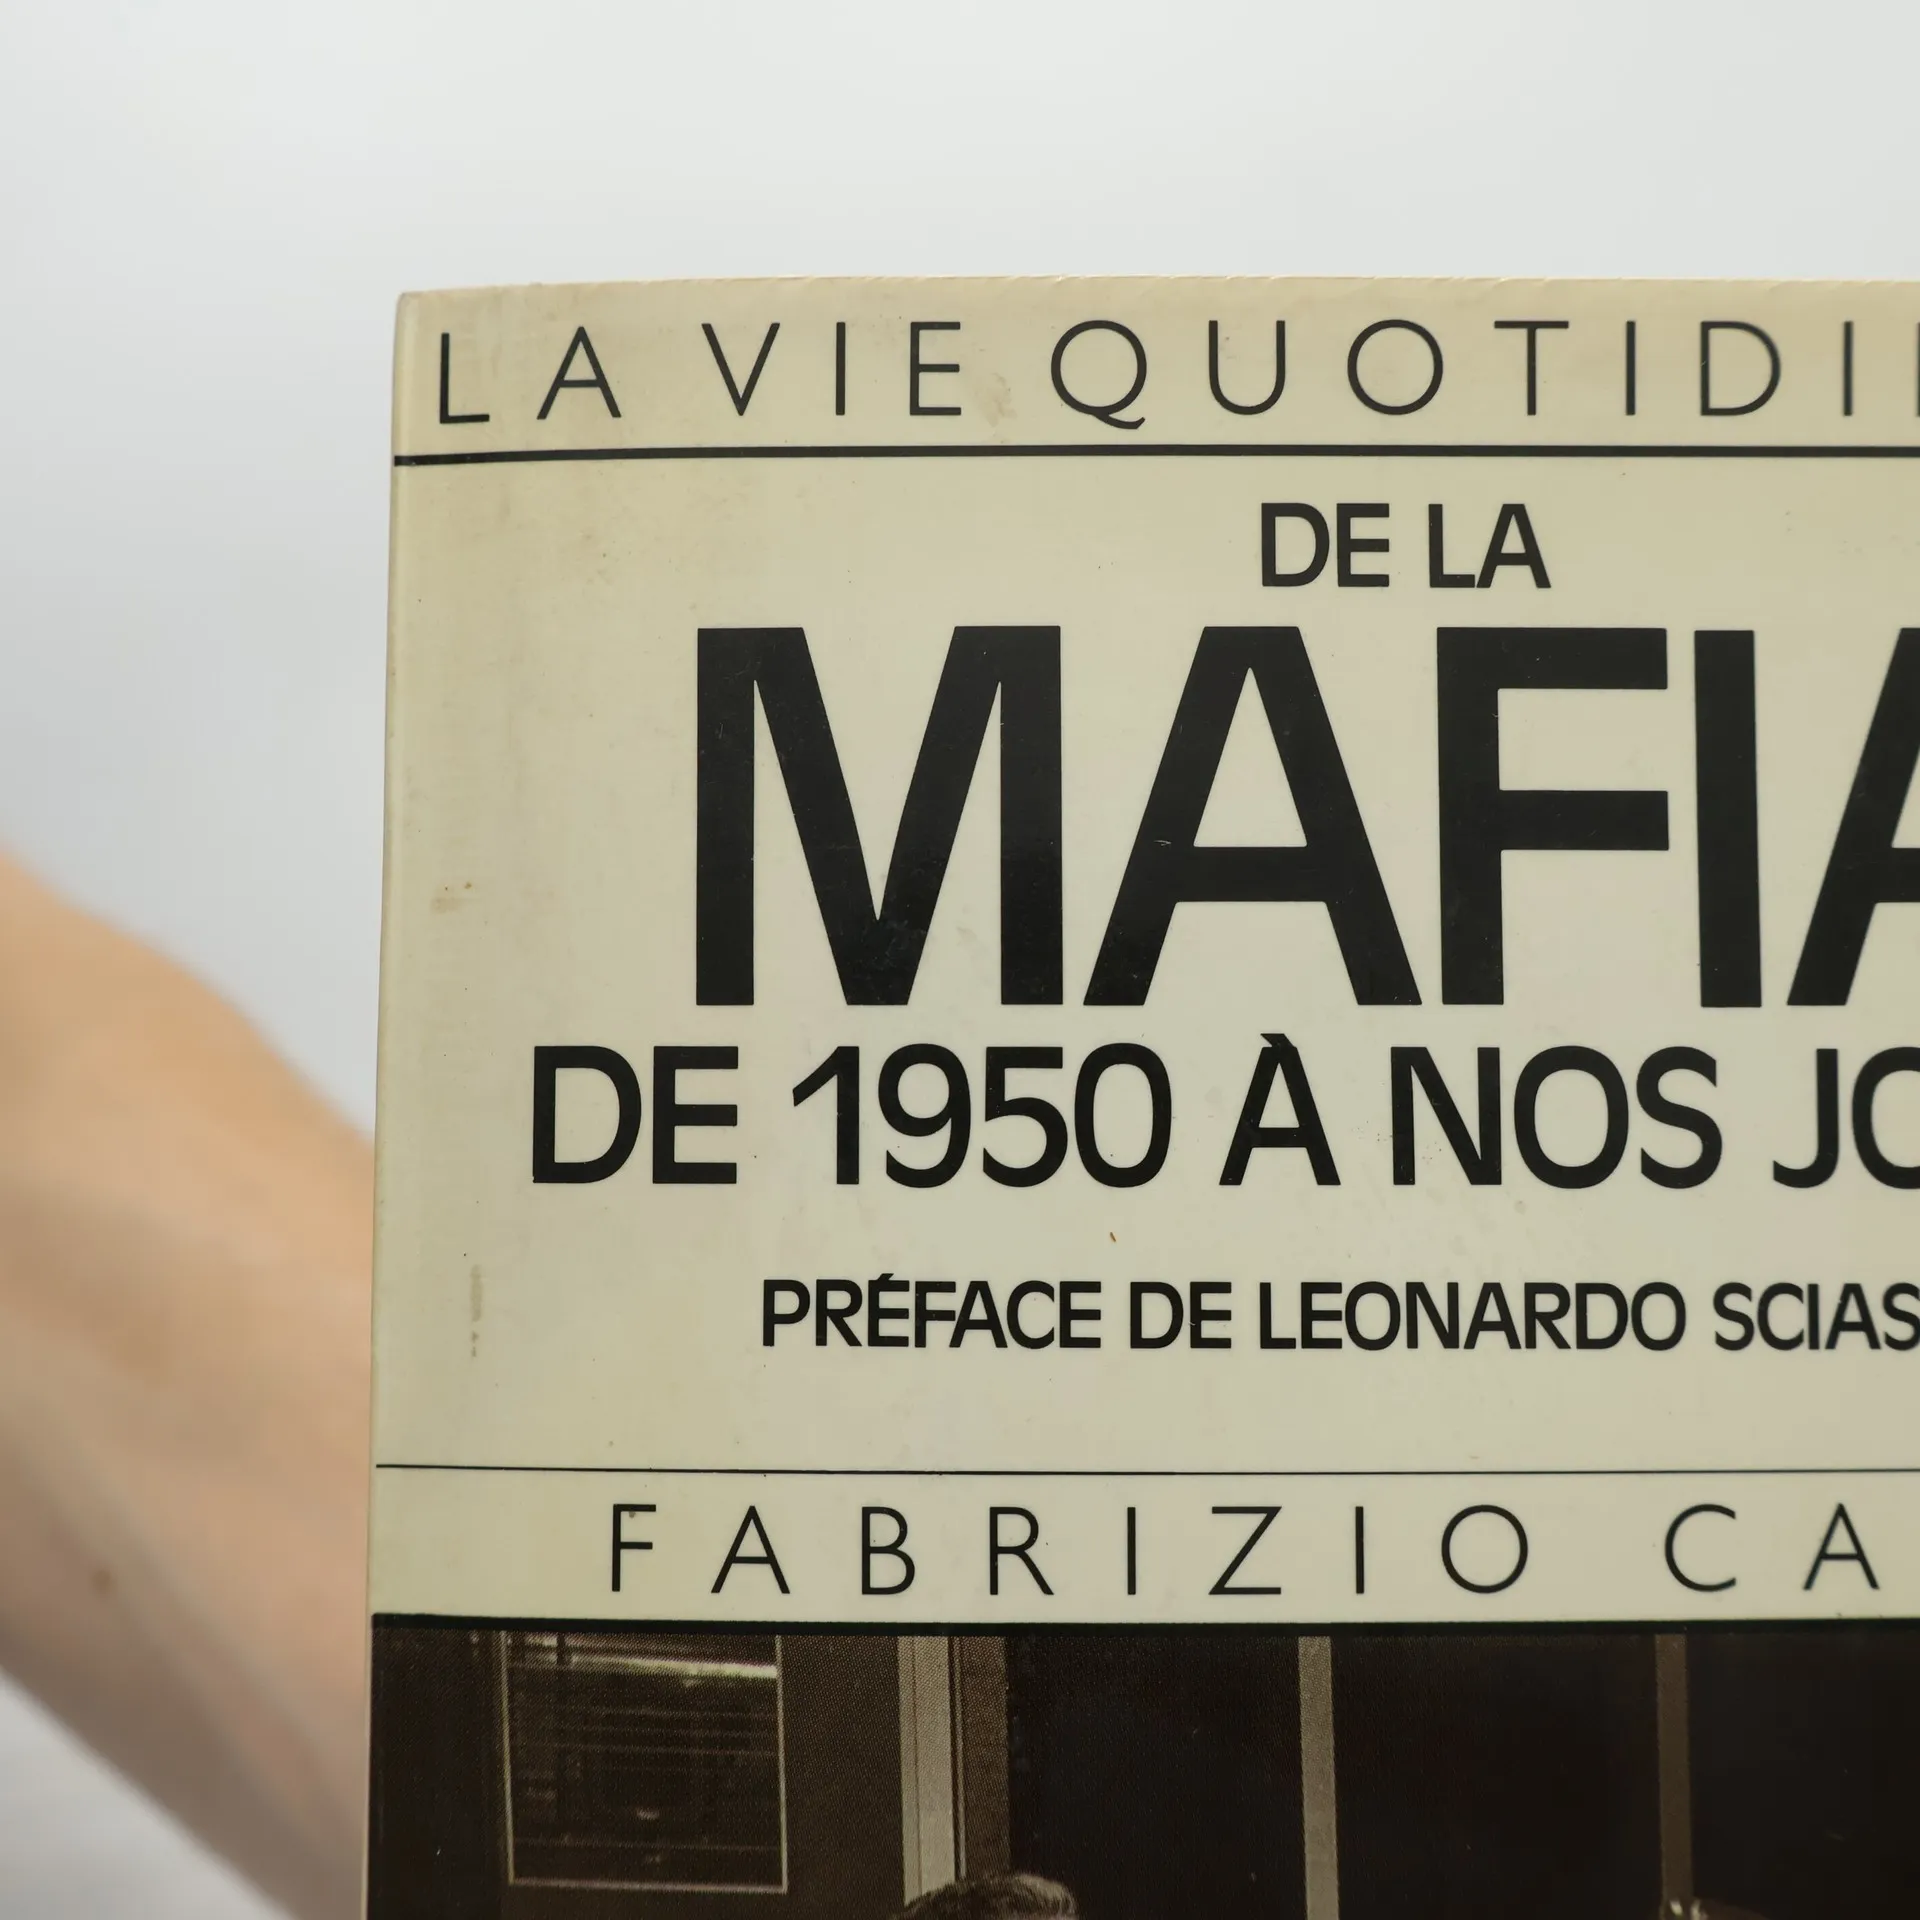 LA VIE QUOTIDI
DE LA
MAFIA
DE 1950 À NOS JO
PRÉFACE DE LEONARDO SCIAS
FABRIZIO CA